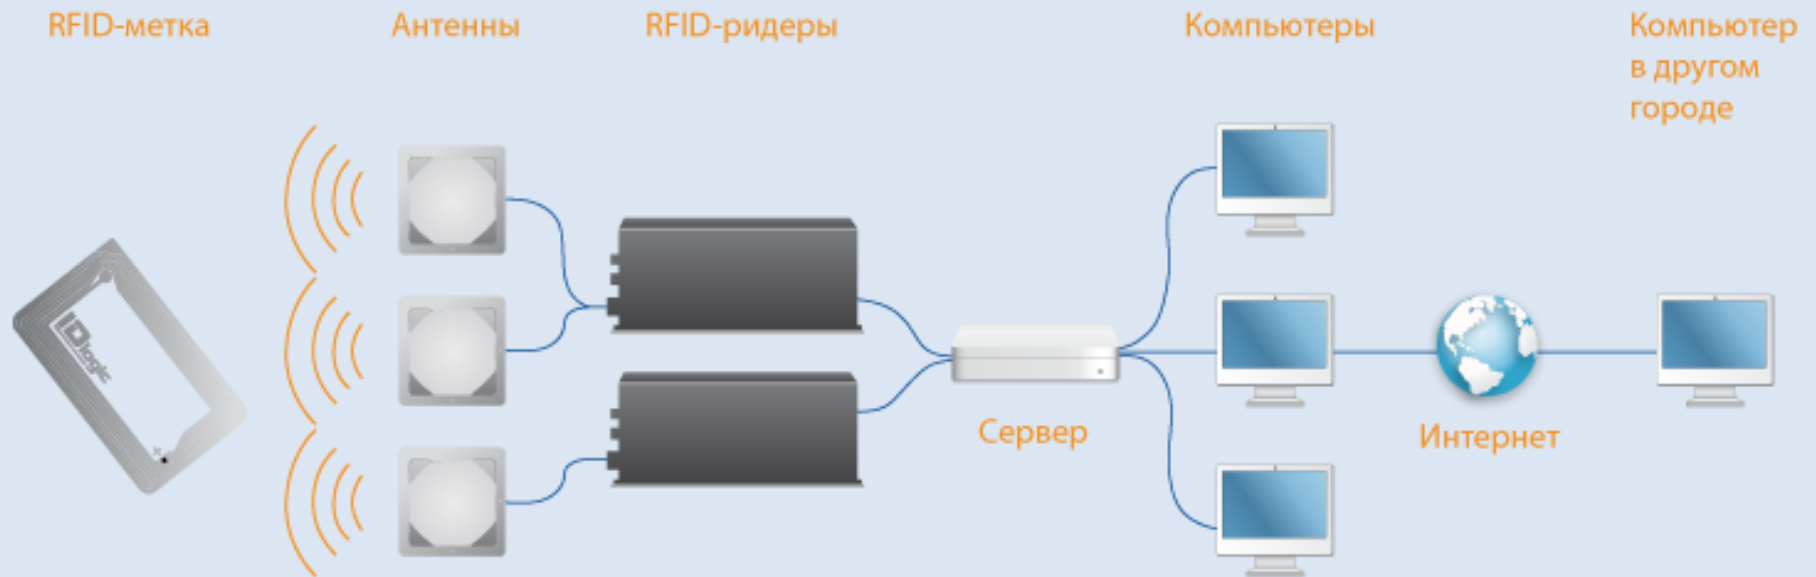 RFID-метка
Антенны
RFID-ридеры
Компьютеры
Компьютер
в другом
городе
IDlogic
Сервер
Интернет